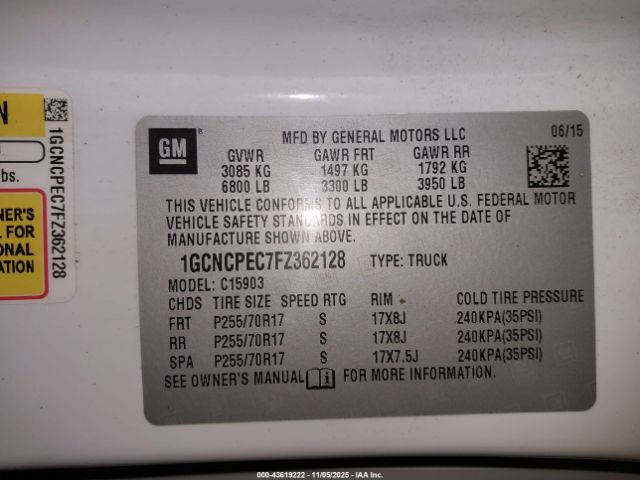 N
1GCNCPEC7FZ362128
lbs.
NER'S
L FOR
ONAL
ATION
GM
®
MFD BY GENERAL MOTORS LLC
06/15
GVWR GAWR FRT GAWR RR
3085 KG 1497 KG 1792 KG
6800 LB 3300 LB 3950 LB
THIS VEHICLE CONFORMS TO ALL APPLICABLE U.S. FEDERAL MOTOR
VEHICLE SAFETY STANDARDS IN EFFECT ON THE DATE OF
MANUFACTURE SHOWN ABOVE.
1GCNCPEC7FZ362128 TYPE: TRUCK
MODEL: C15903
CHDS TIRE SIZE SPEED RTG RIM COLD TIRE PRESSURE
FRT P255/70R17 S 17X8J 240KPA(35PSI)
RR P255/70R17 S 17X8J 240KPA(35PSI)
SPA P255/70R17 S 17X7.5J 240KPA(35PSI)
SEE OWNER'S MANUAL FOR MORE INFORMATION.
000-43619222 - 11/05/2025 - IAA Inc.